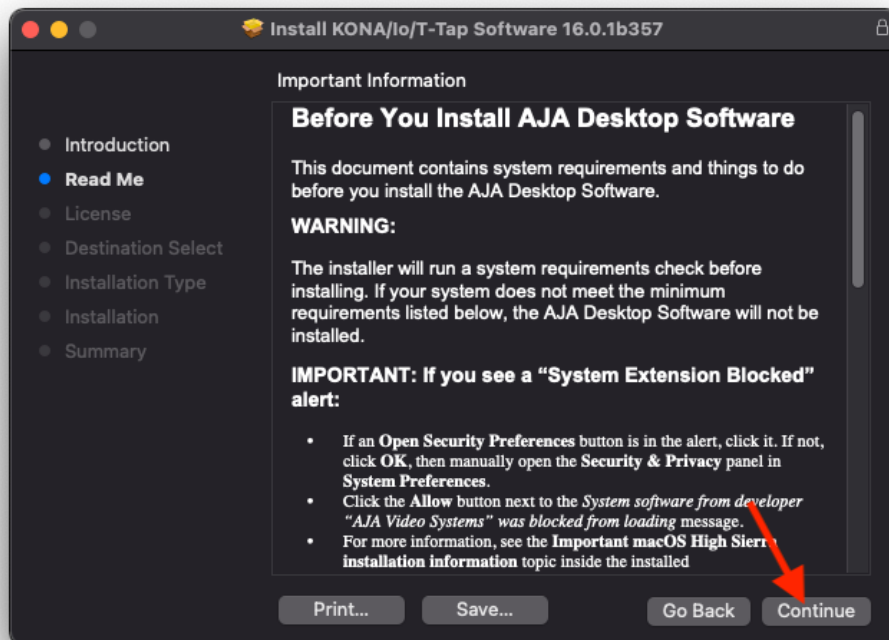 Install KONA/Io/T-Tap Software 16.0.1b357
Important Information
Introduction
Read Me
License
Destination Select
Installation Type
Installation
Summary
Before You Install AJA Desktop Software
This document contains system requirements and things to do
before you install the AJA Desktop Software.
WARNING:
The installer will run a system requirements check before
installing. If your system does not meet the minimum
requirements listed below, the AJA Desktop Software will not be
installed.
IMPORTANT: If you see a “System Extension Blocked”
alert:
• If an Open Security Preferences button is in the alert, click it. If not,
click OK, then manually open the Security & Privacy panel in
System Preferences.
• Click the Allow button next to the System software from developer
“AJA Video Systems” was blocked from loading message.
• For more information, see the Important macOS High Sierra
installation information topic inside the installed
Print...
Save...
Go Back
Continue